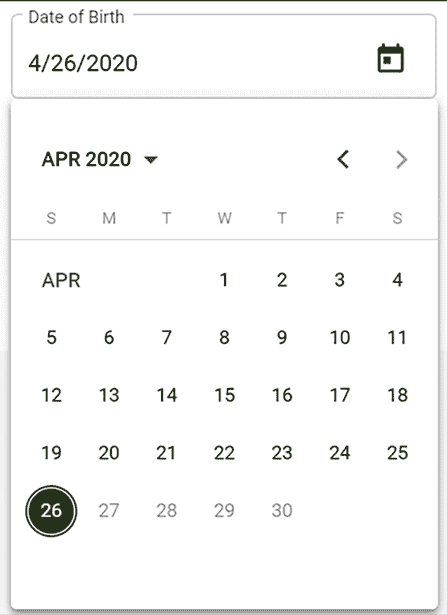 Date of Birth
4/26/2020
APR 2020
S M T W T F S
APR 1 2 3 4
5 6 7 8 9 10 11
12 13 14 15 16 17 18
19 20 21 22 23 24 25
26 27 28 29 30